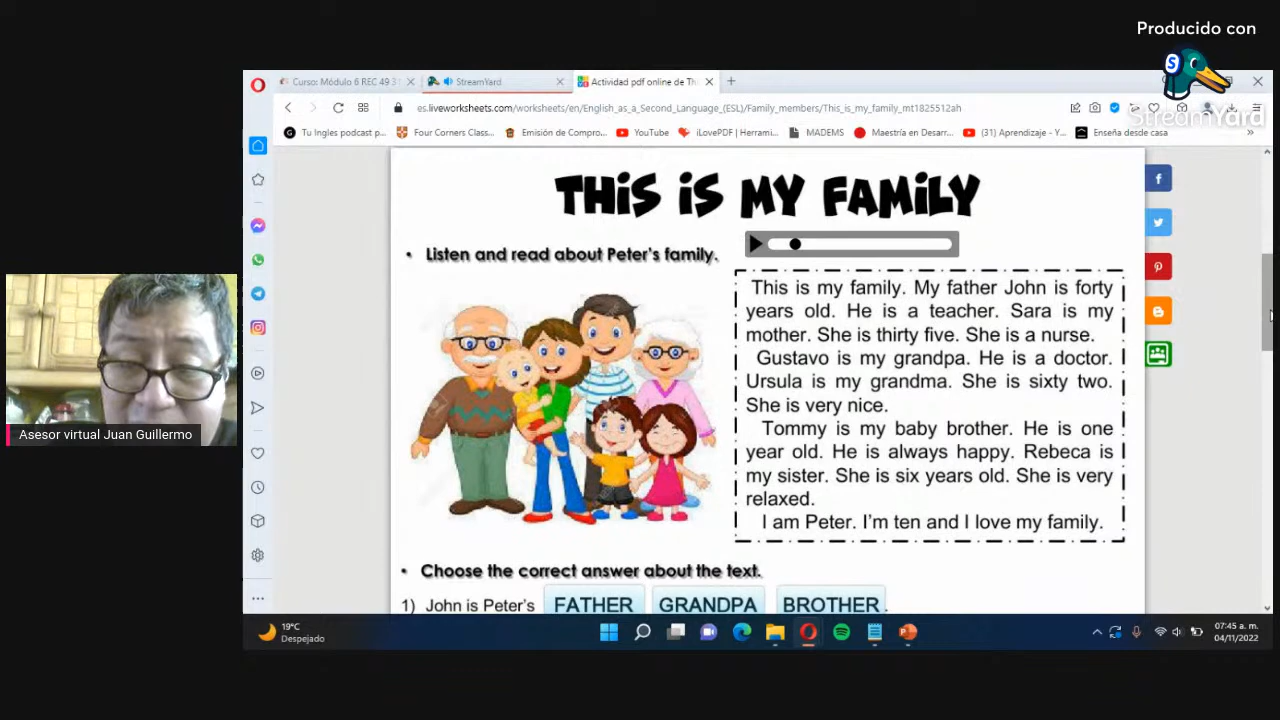 Producido con
StreamYard
Curso: Módulo 6 REC 49 3
StreamYard
Actividad pdf online de Th
es.liveworksheets.com/worksheets/en/English_as_a_Second_Language_(ESL)/Family_members/This_is_my_family_mt1825512ah
Tu Ingles podcast p...
Four Corners Class...
Emisión de Compro...
YouTube
iLovePDF | Herrami...
MADEMS
Maestría en Desarr...
(31) Aprendizaje - Y...
Enseña desde casa
THIS IS MY FAMILY
• Listen and read about Peter's family.
This is my family. My father John is forty
years old. He is a teacher. Sara is my
mother. She is thirty five. She is a nurse.
Gustavo is my grandpa. He is a doctor.
Ursula is my grandma. She is sixty two.
She is very nice.
Tommy is my baby brother. He is one
year old. He is always happy. Rebeca is
my sister. She is six years old. She is very
relaxed.
I am Peter. I'm ten and I love my family.
• Choose the correct answer about the text.
1) John is Peter's FATHER GRANDPA BROTHER .
Asesor virtual Juan Guillermo
19°C
Despejado
07:45 a. m.
04/11/2022